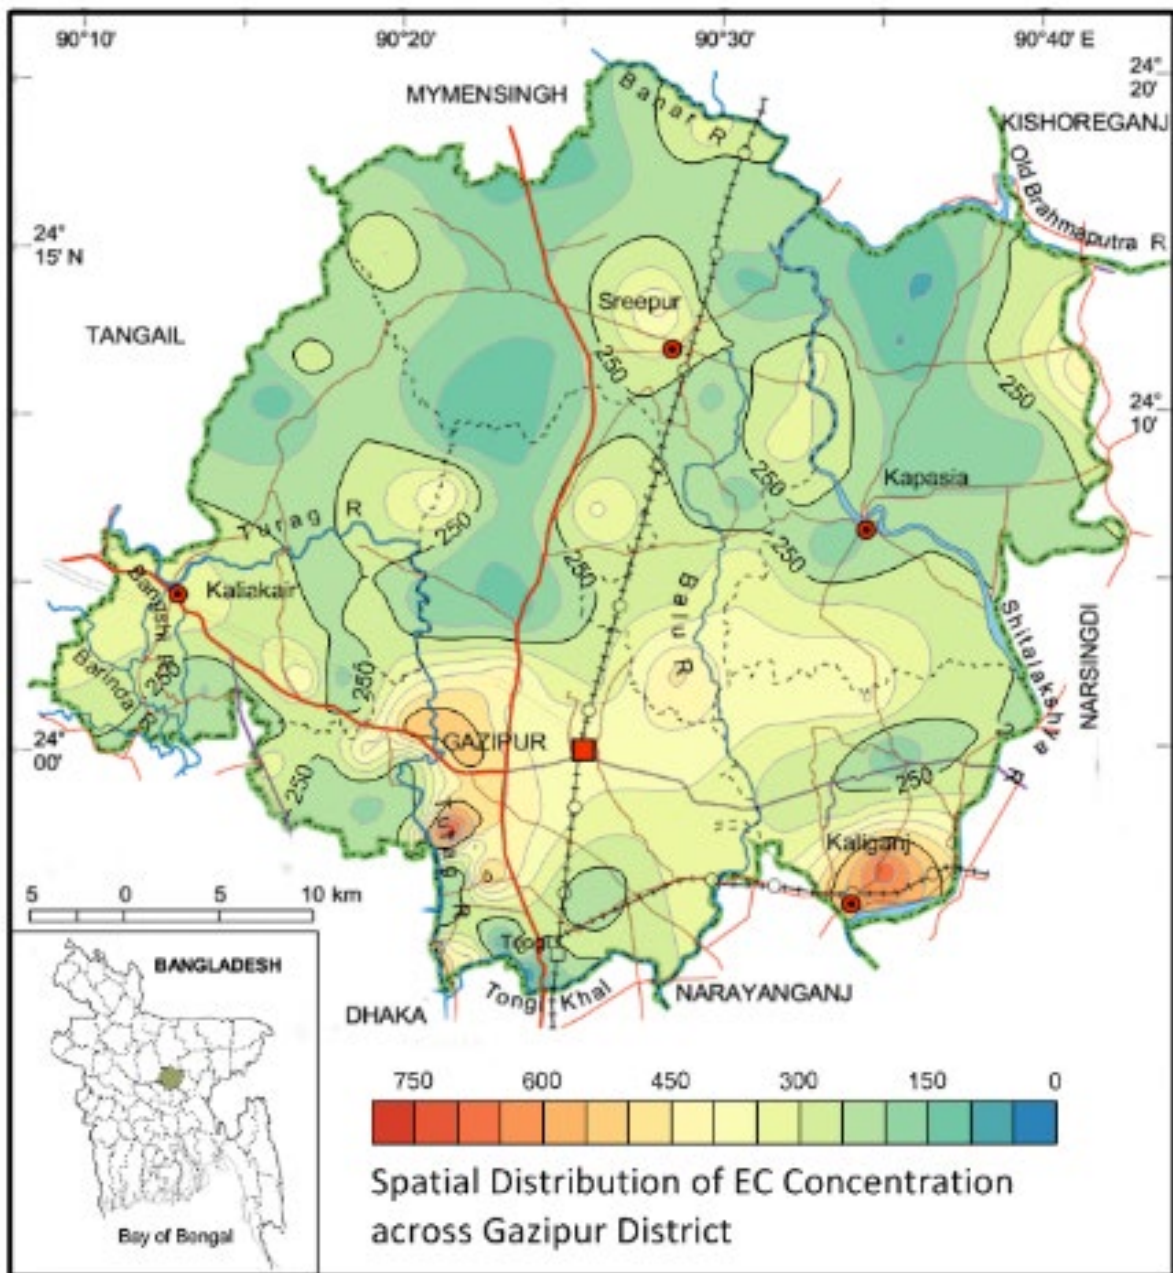 90°10' 90°20' 90°30' 90°40' E
24°
20'
MYMENSINGH
Banar R
KISHOREGANJ
Old Brahmaputra R
24°
15' N
Sreepur
TANGAIL
250
250
24°
10'
250
Kapasia
250
Turag R
250
250
Kaliakair
Bangshi R
Balu R
Shitalakshya R
NARSINGDI
Barinda R
250
250
24°
00'
GAZIPUR
250
250
Turag R
Kaliganj
5 0 5 10 km
Tongi
BANGLADESH
DHAKA
Tongi Khal
NARAYANGANJ
750 600 450 300 150 0
Spatial Distribution of EC Concentration
across Gazipur District
Bay of Bengal